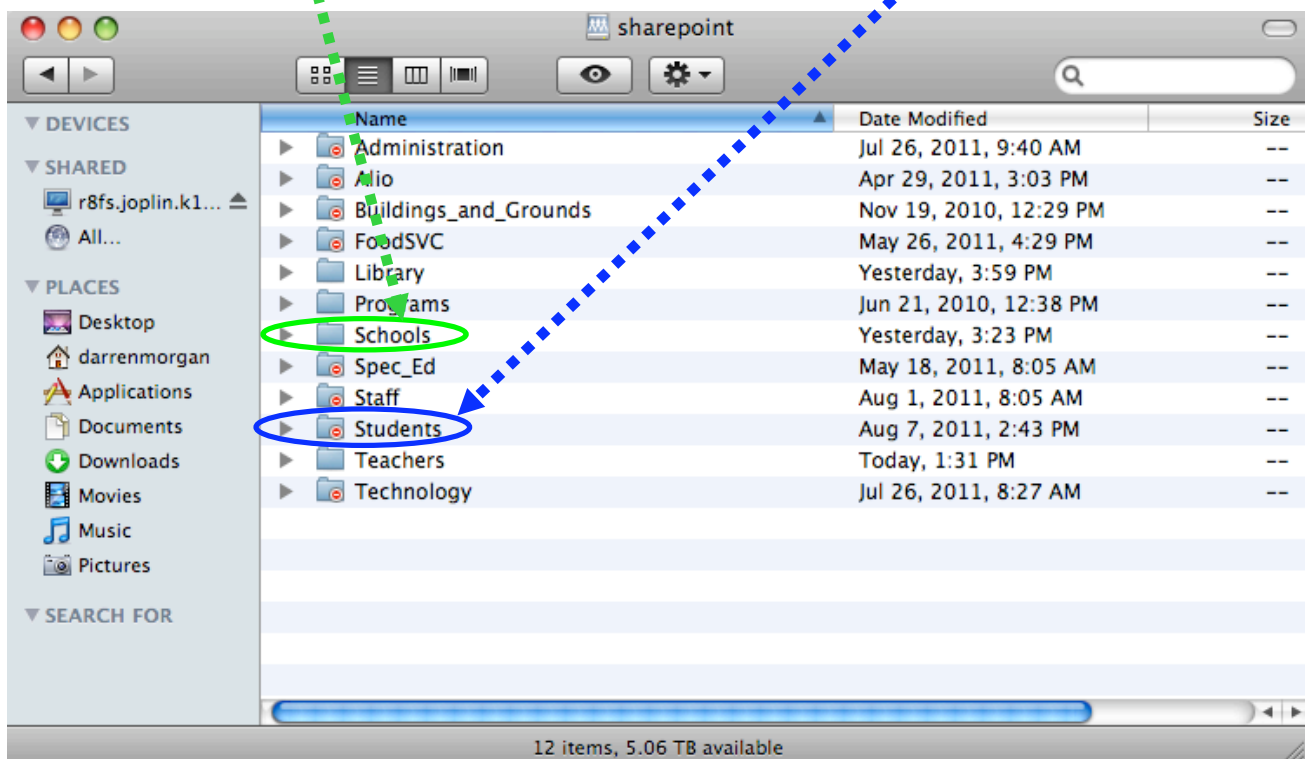 sharepoint
Name Date Modified Size
Administration Jul 26, 2011, 9:40 AM --
Alio Apr 29, 2011, 3:03 PM --
Buildings_and_Grounds Nov 19, 2010, 12:29 PM --
FoodSVC May 26, 2011, 4:29 PM --
Library Yesterday, 3:59 PM --
Programs Jun 21, 2010, 12:38 PM --
Schools Yesterday, 3:23 PM --
Spec_Ed May 18, 2011, 8:05 AM --
Staff Aug 1, 2011, 8:05 AM --
Students Aug 7, 2011, 2:43 PM --
Teachers Today, 1:31 PM --
Technology Jul 26, 2011, 8:27 AM --
DEVICES
SHARED
r8fs.joplin.k1...
All...
PLACES
Desktop
darrenmorgan
Applications
Documents
Downloads
Movies
Music
Pictures
SEARCH FOR
12 items, 5.06 TB available